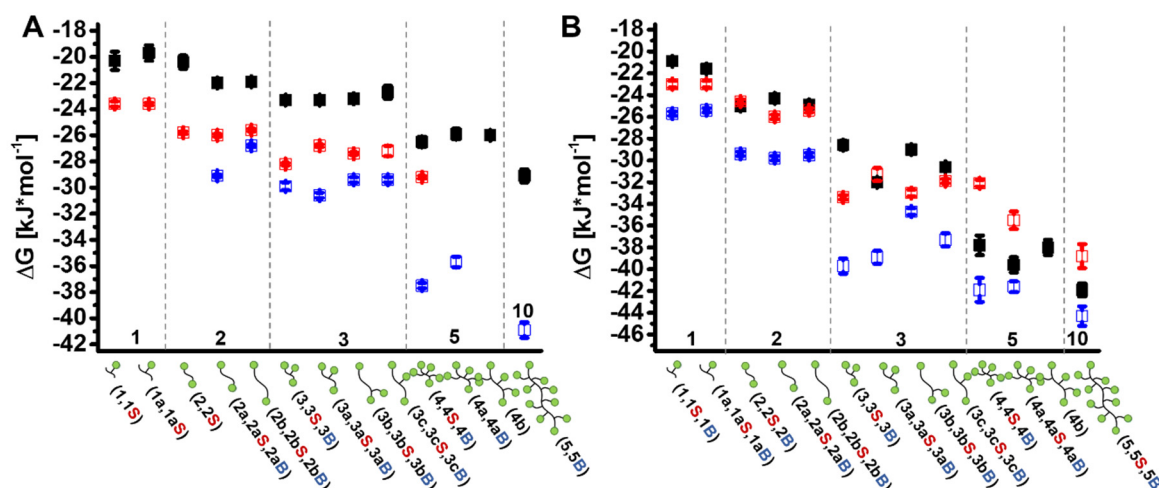 A
ΔG [kJ*mol-1]
-18
-20
-22
-24
-26
-28
-30
-32
-34
-36
-38
-40
-42
1
2
3
5
10
(1,1S)
(1a,1aS)
(2,2S)
(2a,2aS,2aB)
(2b,2bS,2bB)
(3,3S,3B)
(3a,3aS,3aB)
(3b,3bS,3bB)
(3c,3cS,3cB)
(4,4S,4B)
(4a,4aB)
(4b)
(5,5B)
B
ΔG [kJ*mol-1]
-18
-20
-22
-24
-26
-28
-30
-32
-34
-36
-38
-40
-42
-44
-46
1
2
3
5
10
(1,1S,1B)
(1a,1aS,1aB)
(2,2S,2B)
(2a,2aS,2aB)
(2b,2bS,2bB)
(3,3S,3B)
(3a,3aS,3aB)
(3b,3bS,3bB)
(3c,3cS,3cB)
(4,4S,4B)
(4a,4aS,4aB)
(4b)
(5,5S,5B)